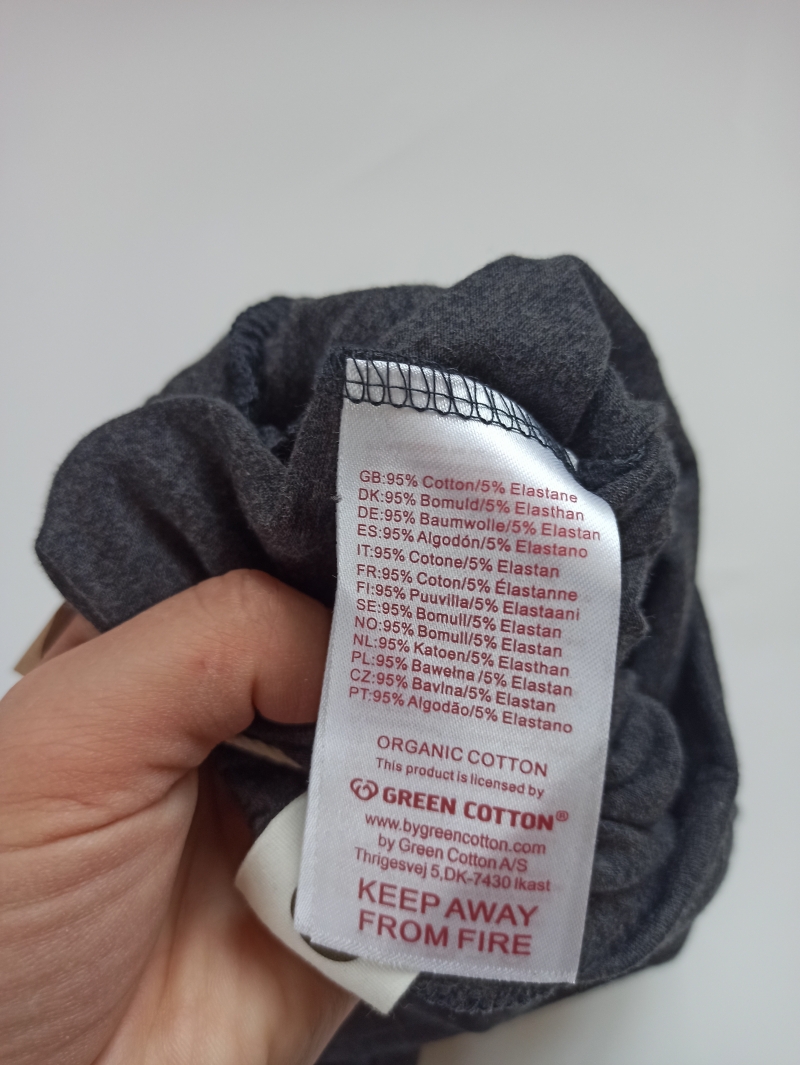 GB:95% Cotton/5% Elastane
DK:95% Bomuld/5% Elasthan
DE:95% Baumwolle/5% Elastan
ES:95% Algodón/5% Elastano
IT:95% Cotone/5% Elastan
FR:95% Coton/5% Élastanne
FI:95% Puuvilla/5% Elastaani
SE:95% Bomull/5% Elastan
NO:95% Bomull/5% Elastan
NL:95% Katoen/5% Elasthan
PL:95% Bawełna/5% Elastan
CZ:95% Bavlna/5% Elastan
PT:95% Algodão/5% Elastano
ORGANIC COTTON
This product is licensed by
GREEN COTTON®
www.bygreencotton.com
by Green Cotton A/S
Thrigesvej 5,DK-7430 Ikast
KEEP AWAY
FROM FIRE